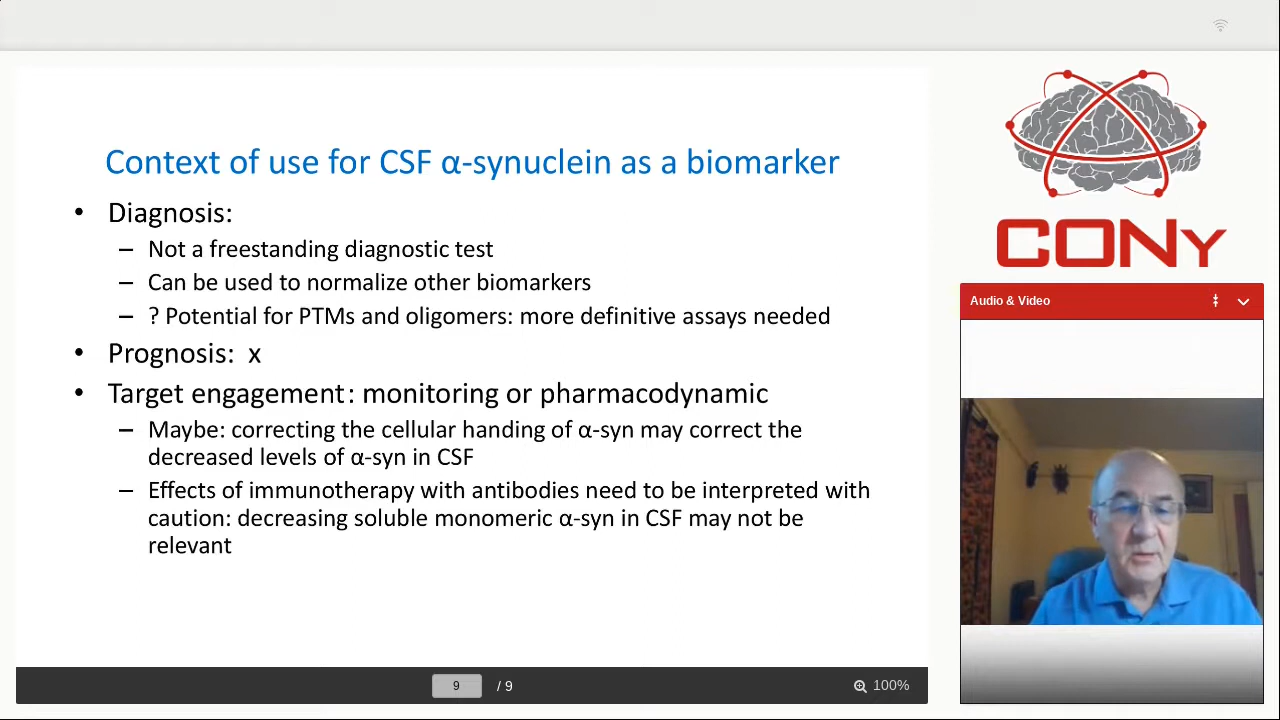 Context of use for CSF α-synuclein as a biomarker
• Diagnosis:
– Not a freestanding diagnostic test
– Can be used to normalize other biomarkers
– ? Potential for PTMs and oligomers: more definitive assays needed
• Prognosis: x
• Target engagement: monitoring or pharmacodynamic
– Maybe: correcting the cellular handing of α-syn may correct the
decreased levels of α-syn in CSF
– Effects of immunotherapy with antibodies need to be interpreted with
caution: decreasing soluble monomeric α-syn in CSF may not be
relevant
9 / 9
100%
CONy
Audio & Video